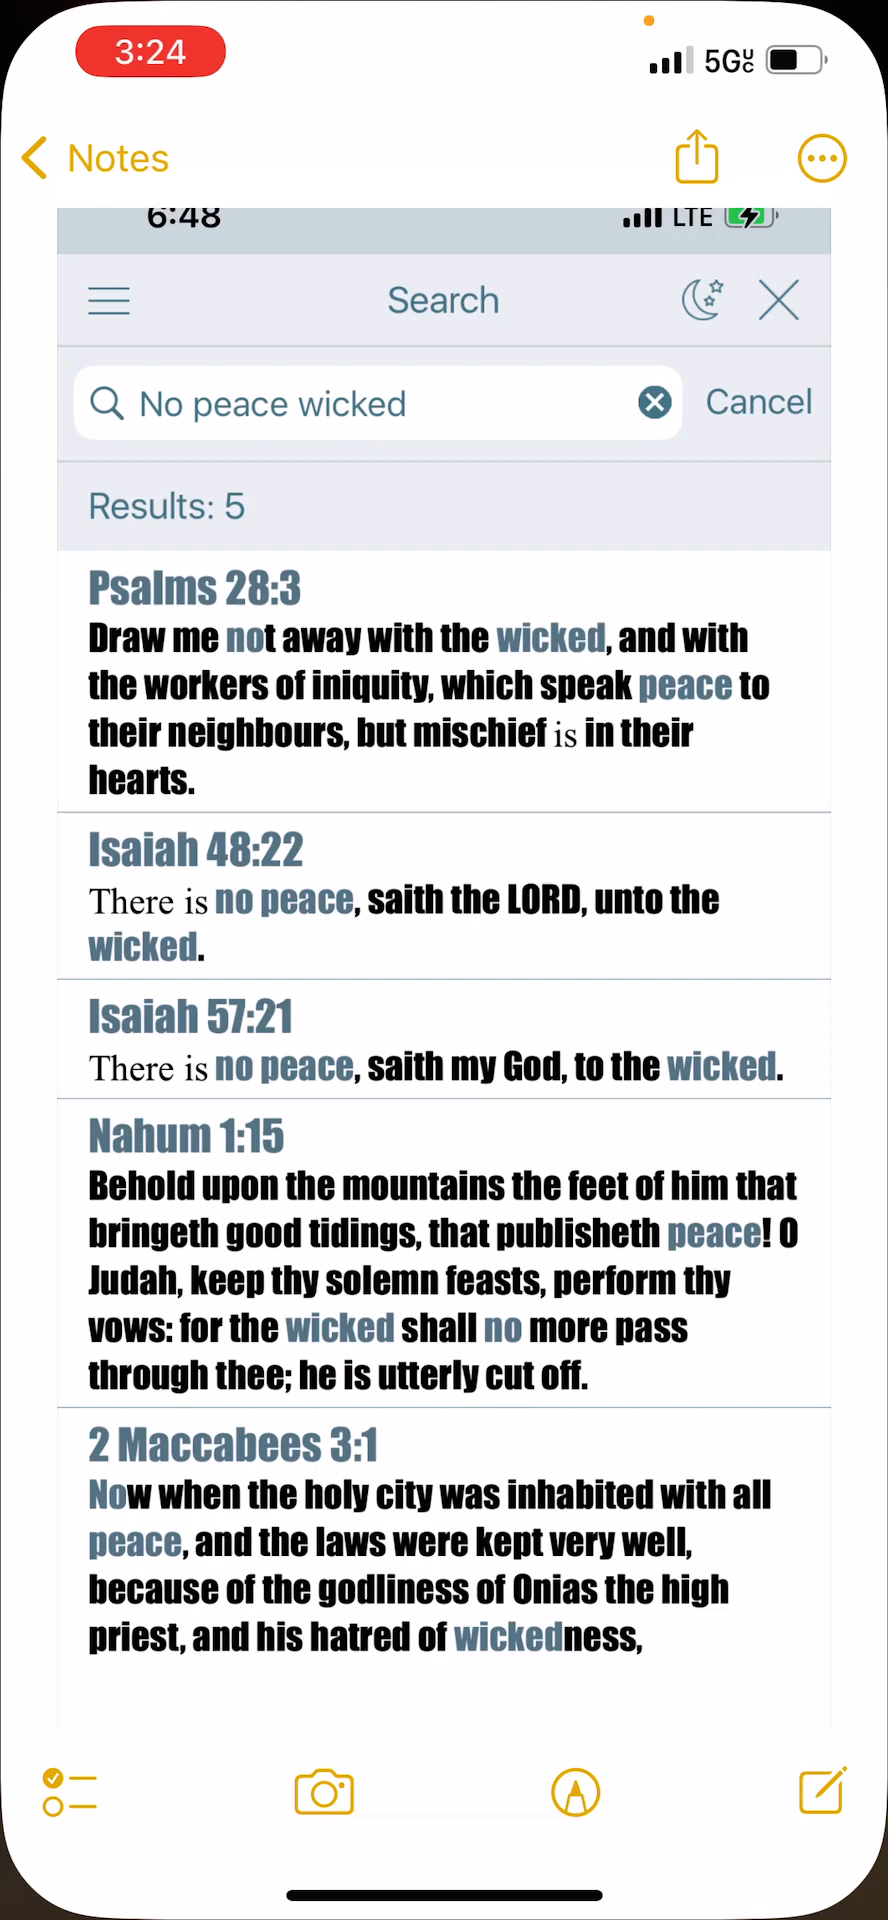 3:24
5G UC
Notes
6:48
LTE
Search
No peace wicked
Cancel
Results: 5
Psalms 28:3
Draw me not away with the wicked, and with
the workers of iniquity, which speak peace to
their neighbours, but mischief is in their
hearts.
Isaiah 48:22
There is no peace, saith the LORD, unto the
wicked.
Isaiah 57:21
There is no peace, saith my God, to the wicked.
Nahum 1:15
Behold upon the mountains the feet of him that
bringeth good tidings, that publisheth peace! O
Judah, keep thy solemn feasts, perform thy
vows: for the wicked shall no more pass
through thee; he is utterly cut off.
2 Maccabees 3:1
Now when the holy city was inhabited with all
peace, and the laws were kept very well,
because of the godliness of Onias the high
priest, and his hatred of wickedness,